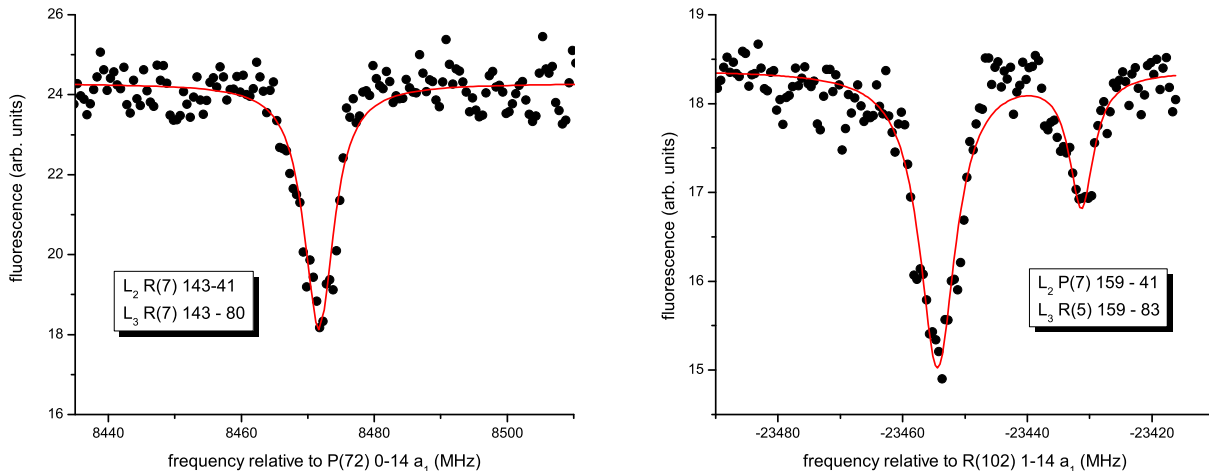 26
24
22
20
18
16
fluorescence (arb. units)
L₂ R(7) 143-41
L₃ R(7) 143 - 80
8440 8460 8480 8500
frequency relative to P(72) 0-14 a₁ (MHz)
19
18
17
16
15
fluorescence (arb. units)
L₂ P(7) 159 - 41
L₃ R(5) 159 - 83
-23480 -23460 -23440 -23420
frequency relative to R(102) 1-14 a₁ (MHz)